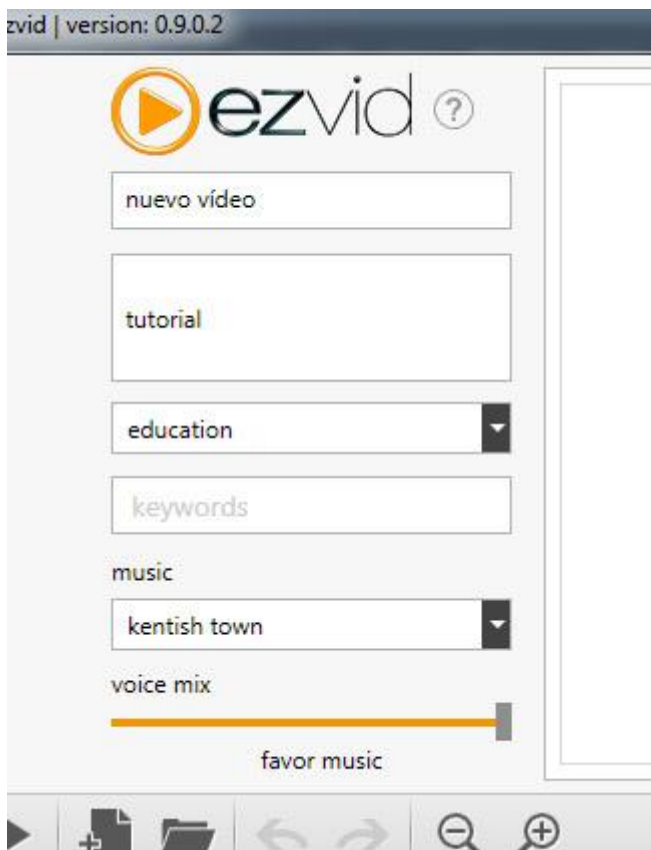 zvid | version: 0.9.0.2
ezvid ?
nuevo vídeo
tutorial
education
keywords
music
kentish town
voice mix
favor music